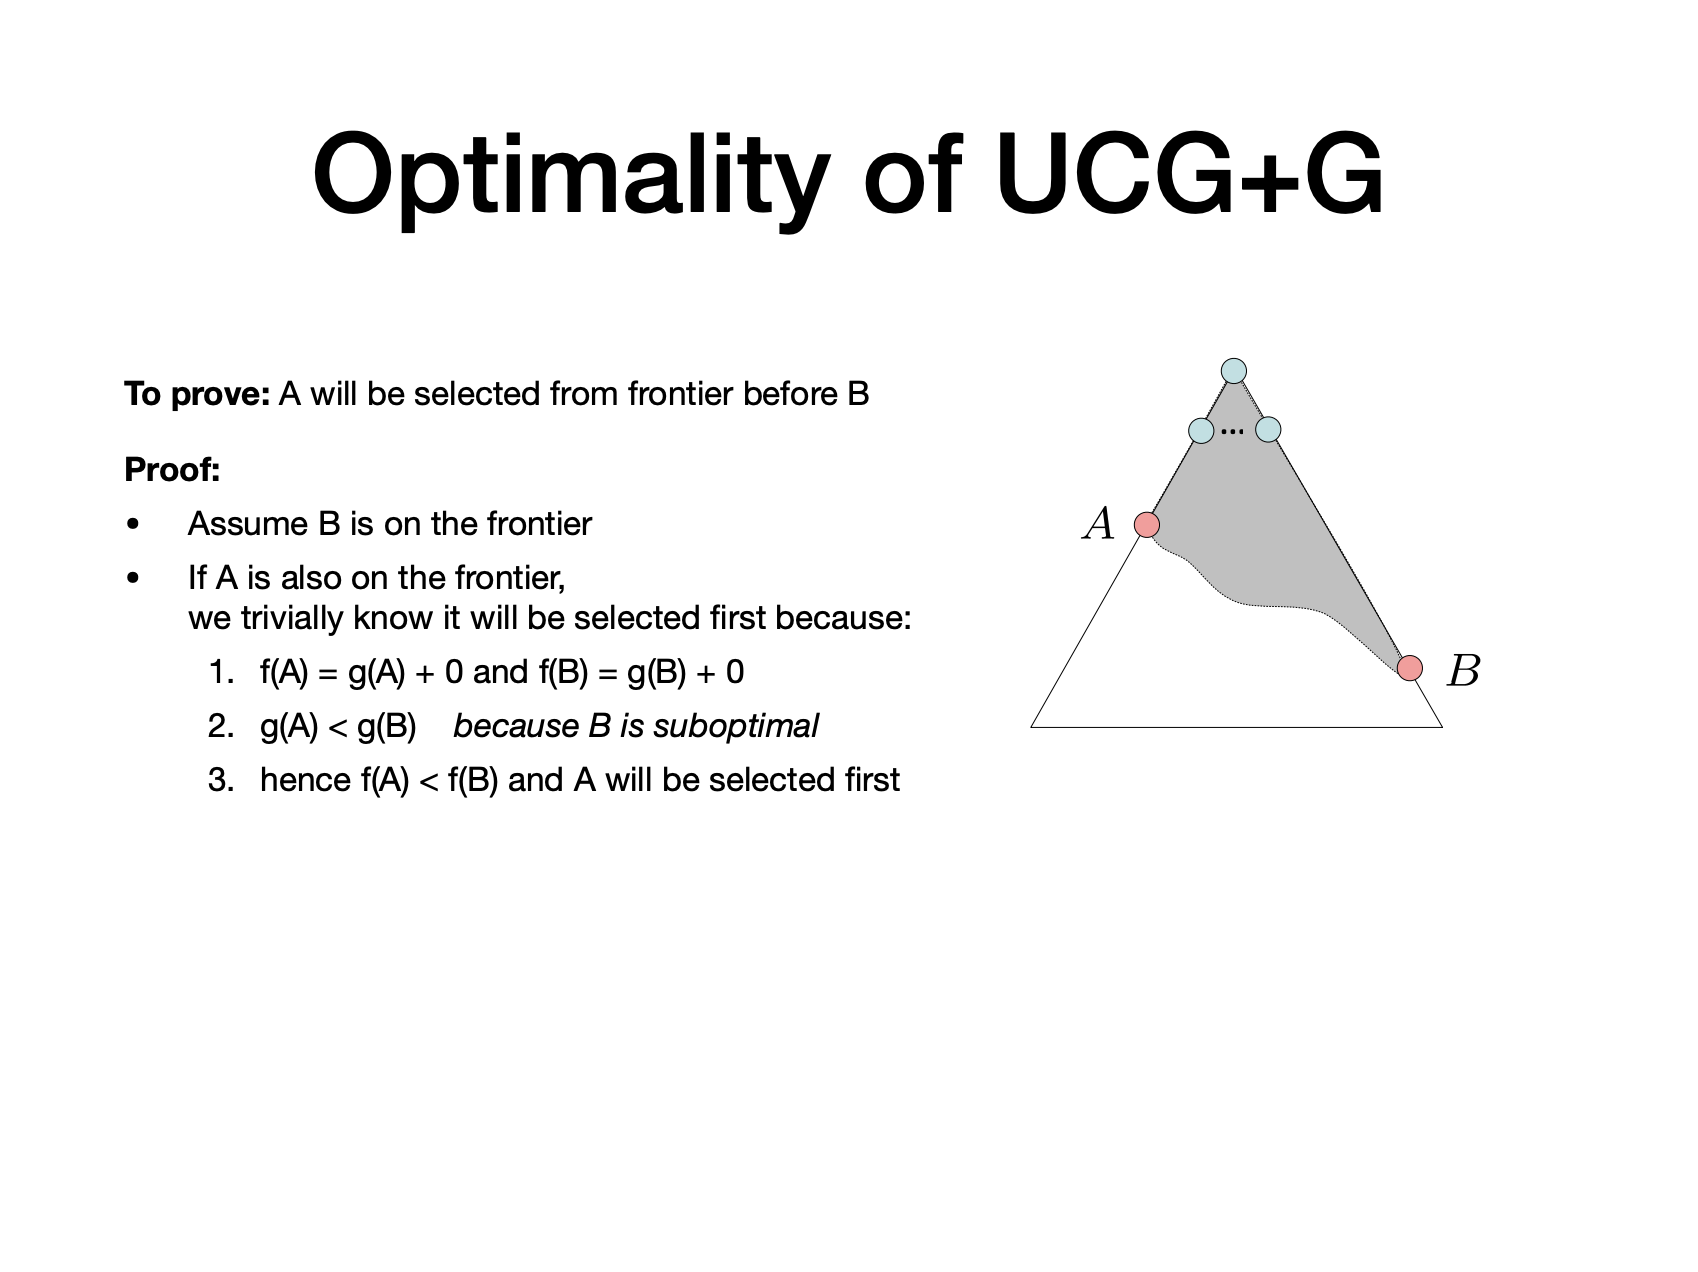 Optimality of UCG+G
To prove: A will be selected from frontier before B
Proof:
• Assume B is on the frontier
• If A is also on the frontier,
we trivially know it will be selected first because:
1. f(A) = g(A) + 0 and f(B) = g(B) + 0
2. g(A) < g(B) because B is suboptimal
3. hence f(A) < f(B) and A will be selected first
...
A
B